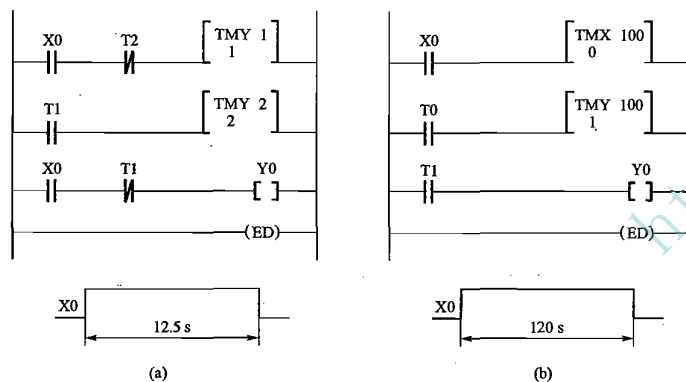 X0 T2 TMY 1
1
T1 TMY 2
2
X0 T1 Y0
(ED)
X0
12.5 s
(a)
X0 TMX 100
0
T0 TMY 100
1
T1 Y0
(ED)
X0
120 s
(b)